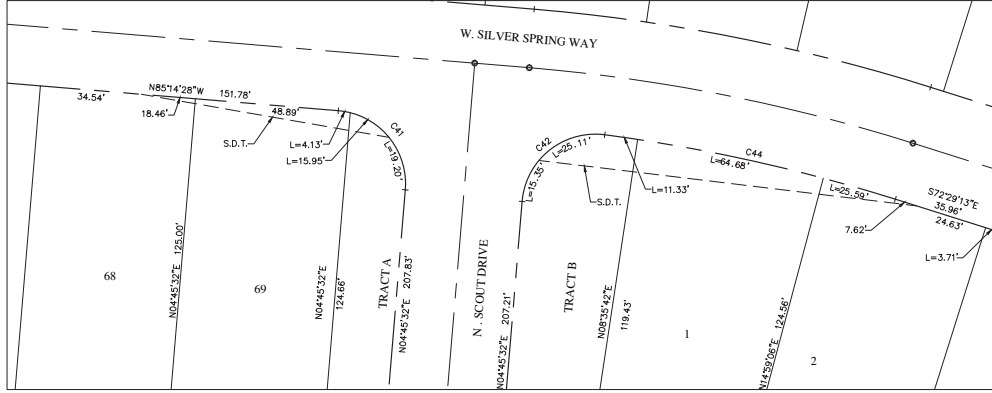 W. SILVER SPRING WAY
N85°14'28"W 151.78'
34.54'
18.46'
48.89'
S.D.T.
L=4.13'
L=15.95'
C41
L=19.20'
C42
L=25.11'
L=15.35'
S.D.T.
L=11.33'
C44
L=64.68'
L=25.59'
7.62'
S72°29'13"E
35.96'
24.63'
L=3.71'
N04°45'32"E 125.00'
N04°45'32"E
124.66'
TRACT A
N04°45'32"E 207.83'
N. SCOUT DRIVE
N04°45'32"E 207.21'
TRACT B
N08°35'42"E
119.43'
N14°59'06"E 124.56'
68
69
1
2